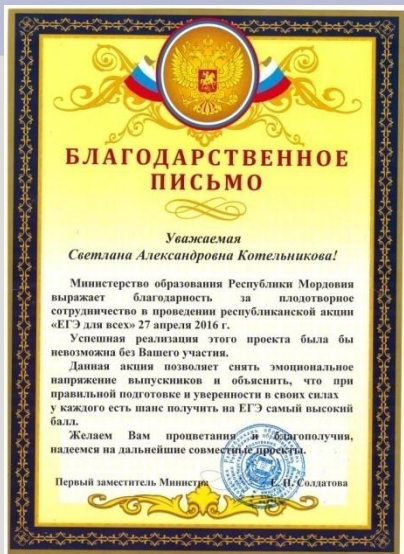 БЛАГОДАРСТВЕННОЕ
ПИСЬМО
Уважаемая
Светлана Александровна Котельникова!
Министерство образования Республики Мордовия
выражает благодарность за плодотворное
сотрудничество в проведении республиканской акции
«ЕГЭ для всех» 27 апреля 2016 г.
Успешная реализация этого проекта была бы
невозможна без Вашего участия.
Данная акция позволяет снять эмоциональное
напряжение выпускников и объяснить, что при
правильной подготовке и уверенности в своих силах
у каждого есть шанс получить на ЕГЭ самый высокий
балл.
Желаем Вам процветания и благополучия,
надеемся на дальнейшие совместные проекты.
Первый заместитель Министра Е. П. Солдатова